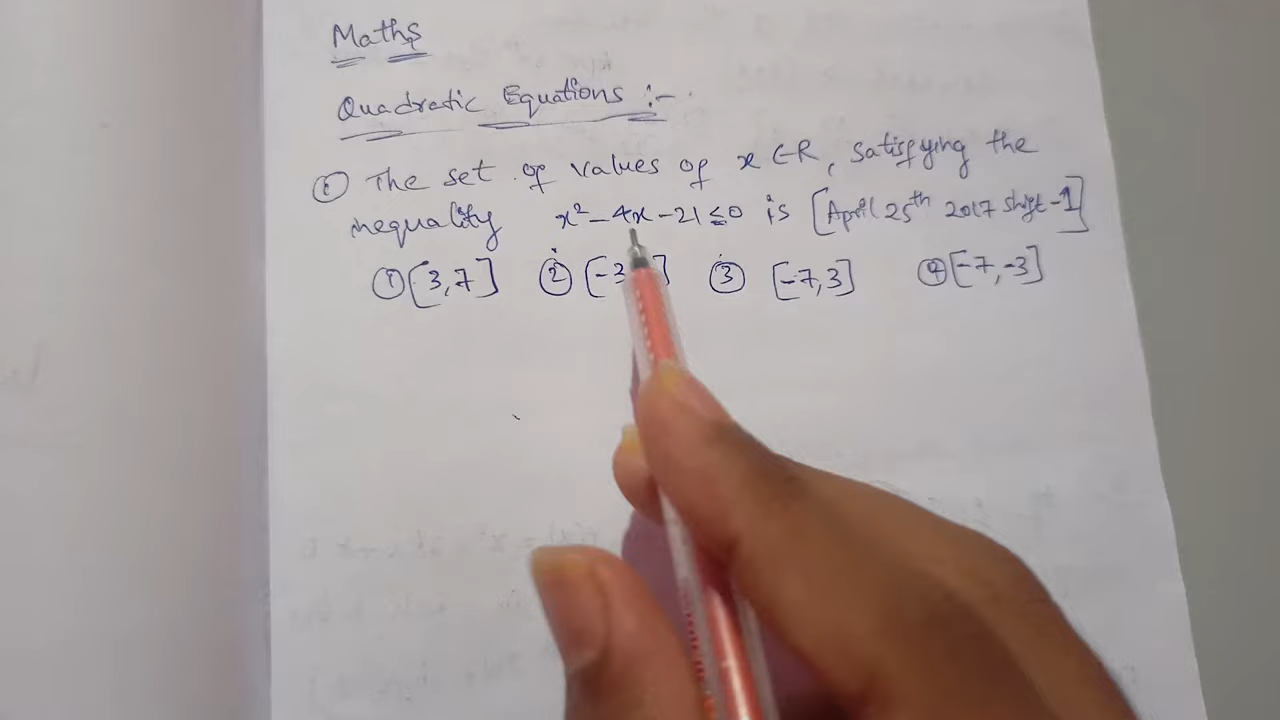 Maths
Quadratic Equations :-
The set of values of x ∈ R, satisfying the
inequality x² - 4x - 21 ≤ 0 is [April 25th 2017 shift-1]
① [3, 7] ② [-3 ] ③ [-7, 3] ④ [-7, -3]